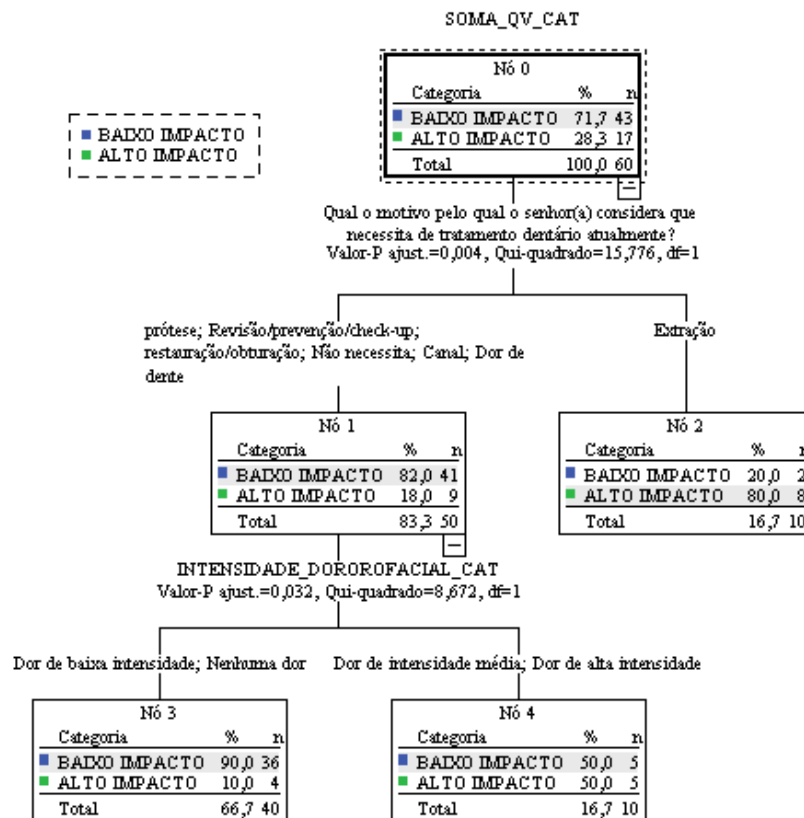 SOMA_QV_CAT
BAIXO IMPACTO
ALTO IMPACTO
Nó 0
Categoria % n
BAIXO IMPACTO 71,7 43
ALTO IMPACTO 28,3 17
Total 100,0 60
Qual o motivo pelo qual o senhor(a) considera que
necessita de tratamento dentário atualmente?
Valor-P ajust.=0,004, Qui-quadrado=15,776, df=1
prótese; Revisão/prevenção/check-up;
restauração/obturação; Não necessita; Canal; Dor de
dente
Extração
Nó 1
Categoria % n
BAIXO IMPACTO 82,0 41
ALTO IMPACTO 18,0 9
Total 83,3 50
Nó 2
Categoria % n
BAIXO IMPACTO 20,0 2
ALTO IMPACTO 80,0 8
Total 16,7 10
INTENSIDADE_DOROROFACIAL_CAT
Valor-P ajust.=0,032, Qui-quadrado=8,672, df=1
Dor de baixa intensidade; Nenhuma dor
Dor de intensidade média; Dor de alta intensidade
Nó 3
Categoria % n
BAIXO IMPACTO 90,0 36
ALTO IMPACTO 10,0 4
Total 66,7 40
Nó 4
Categoria % n
BAIXO IMPACTO 50,0 5
ALTO IMPACTO 50,0 5
Total 16,7 10